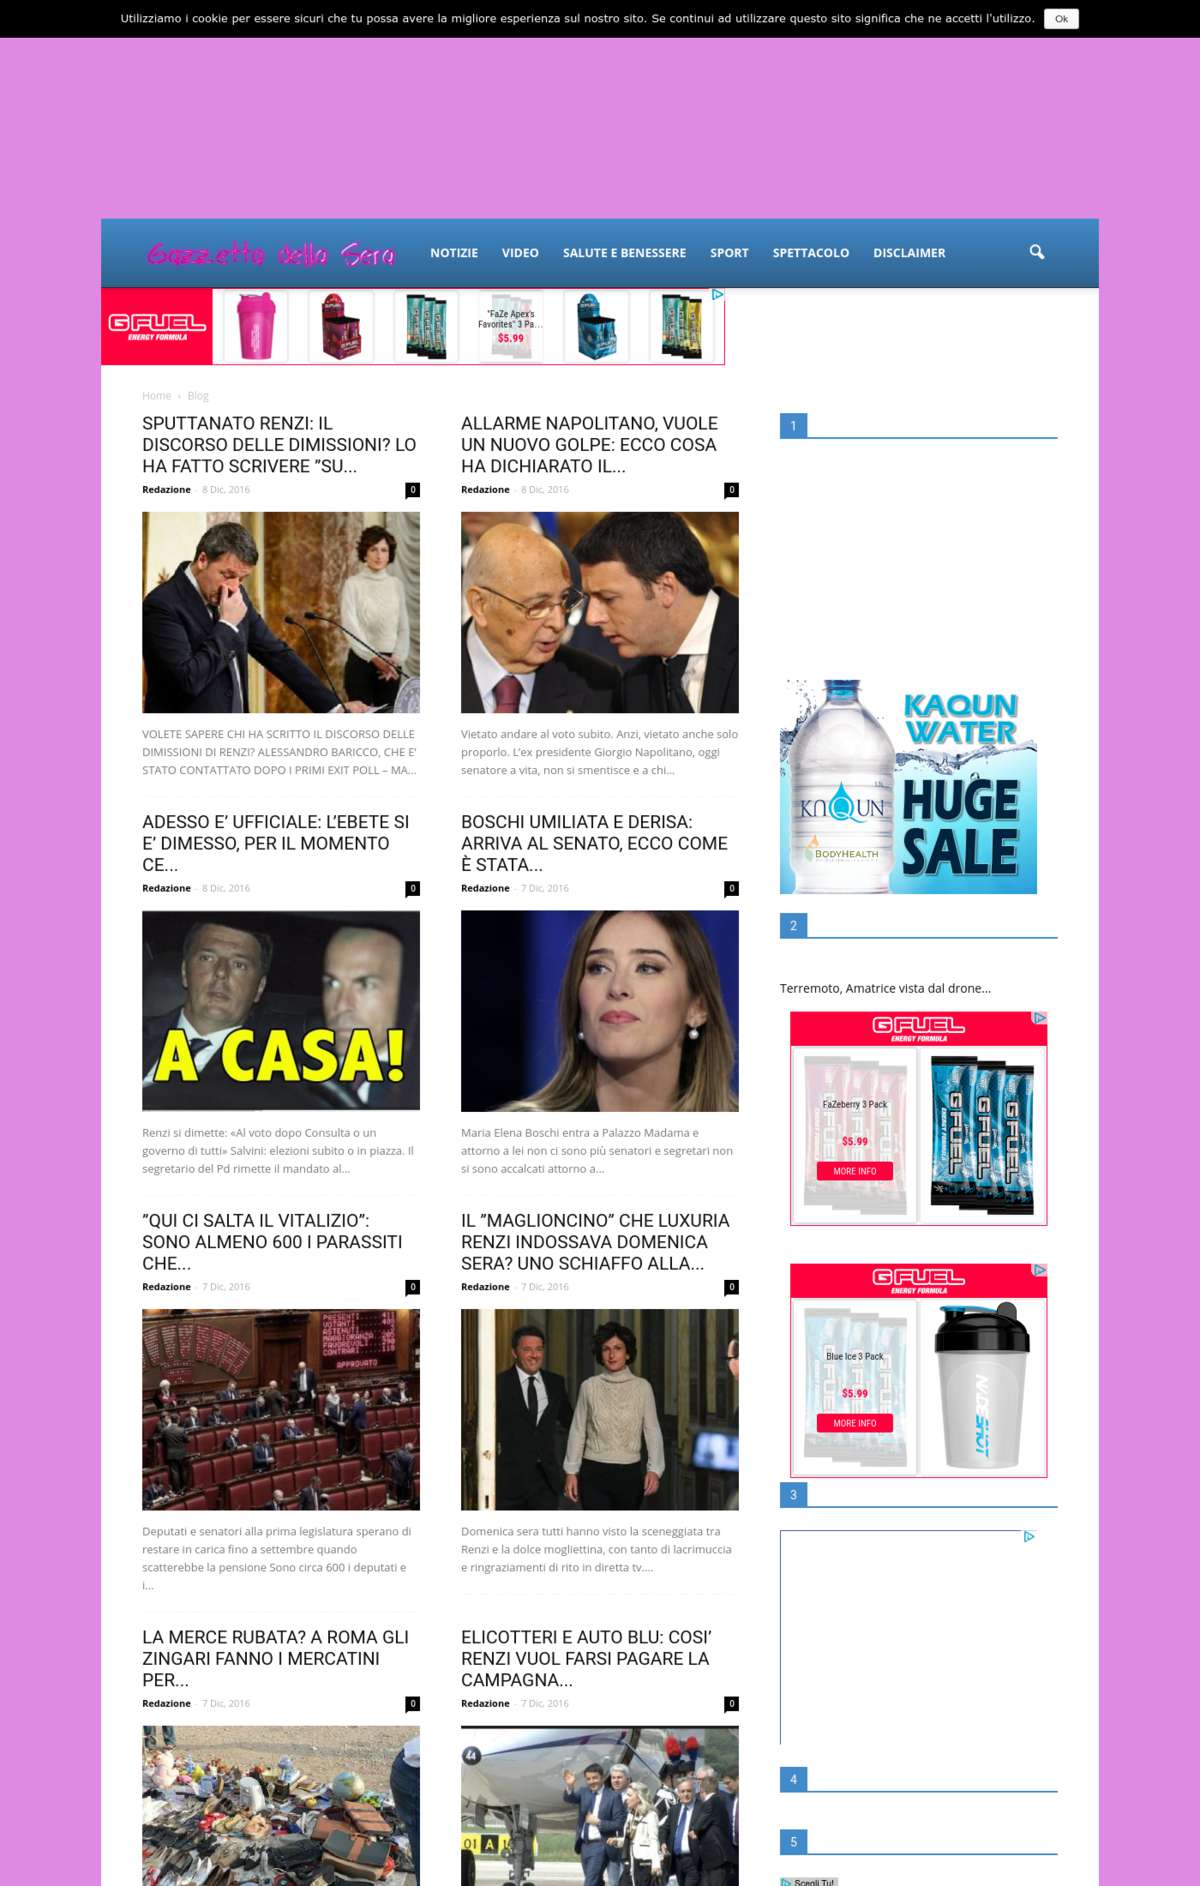 Utilizziamo i cookie per essere sicuri che tu possa avere la migliore esperienza sul nostro sito. Se continui ad utilizzare questo sito significa che ne accetti l'utilizzo. Ok
Gazzetta della Sera
NOTIZIE VIDEO SALUTE E BENESSERE SPORT SPETTACOLO DISCLAIMER
G FUEL
ENERGY FORMULA
"FaZe Apex's
Favorites" 3 Pa...
$5.99
Home › Blog
SPUTTANATO RENZI: IL
DISCORSO DELLE DIMISSIONI? LO
HA FATTO SCRIVERE ”SU...
Redazione - 8 Dic, 2016 0
VOLETE SAPERE CHI HA SCRITTO IL DISCORSO DELLE
DIMISSIONI DI RENZI? ALESSANDRO BARICCO, CHE E'
STATO CONTATTATO DOPO I PRIMI EXIT POLL – MA...
ALLARME NAPOLITANO, VUOLE
UN NUOVO GOLPE: ECCO COSA
HA DICHIARATO IL...
Redazione - 8 Dic, 2016 0
Vietato andare al voto subito. Anzi, vietato anche solo
proporlo. L’ex presidente Giorgio Napolitano, oggi
senatore a vita, non si smentisce e a chi...
ADESSO E’ UFFICIALE: L’EBETE SI
E’ DIMESSO, PER IL MOMENTO
CE...
Redazione - 8 Dic, 2016 0
A CASA!
Renzi si dimette: «Al voto dopo Consulta o un
governo di tutti» Salvini: elezioni subito o in piazza. Il
segretario del Pd rimette il mandato al...
BOSCHI UMILIATA E DERISA:
ARRIVA AL SENATO, ECCO COME
È STATA...
Redazione - 7 Dic, 2016 0
Maria Elena Boschi entra a Palazzo Madama e
attorno a lei non ci sono più senatori e segretari non
si sono accalcati attorno a...
”QUI CI SALTA IL VITALIZIO”:
SONO ALMENO 600 I PARASSITI
CHE...
Redazione - 7 Dic, 2016 0
PRESENTI
VOTANTI
ASTENUTI
MAGGIORANZA
FAVOREVOLI
CONTRARI
APPROVATO
Deputati e senatori alla prima legislatura sperano di
restare in carica fino a settembre quando
scatterebbe la pensione Sono circa 600 i deputati e
i...
IL ”MAGLIONCINO” CHE LUXURIA
RENZI INDOSSAVA DOMENICA
SERA? UNO SCHIAFFO ALLA...
Redazione - 7 Dic, 2016 0
Domenica sera tutti hanno visto la sceneggiata tra
Renzi e la dolce mogliettina, con tanto di lacrimuccia
e ringraziamenti di rito in diretta tv....
LA MERCE RUBATA? A ROMA GLI
ZINGARI FANNO I MERCATINI
PER...
Redazione - 7 Dic, 2016 0
ELICOTTERI E AUTO BLU: COSI’
RENZI VUOL FARSI PAGARE LA
CAMPAGNA...
Redazione - 7 Dic, 2016 0
44
01 A
1
KAQUN
WATER
HUGE
SALE
KAQUN
BODYHEALTH
2
Terremoto, Amatrice vista dal drone...
G FUEL
ENERGY FORMULA
FaZeberry 3 Pack
$5.99
MORE INFO
G FUEL
G FUEL
G FUEL
G FUEL
ENERGY FORMULA
Blue Ice 3 Pack
$5.99
MORE INFO
3
4
5
Scegli Tu!